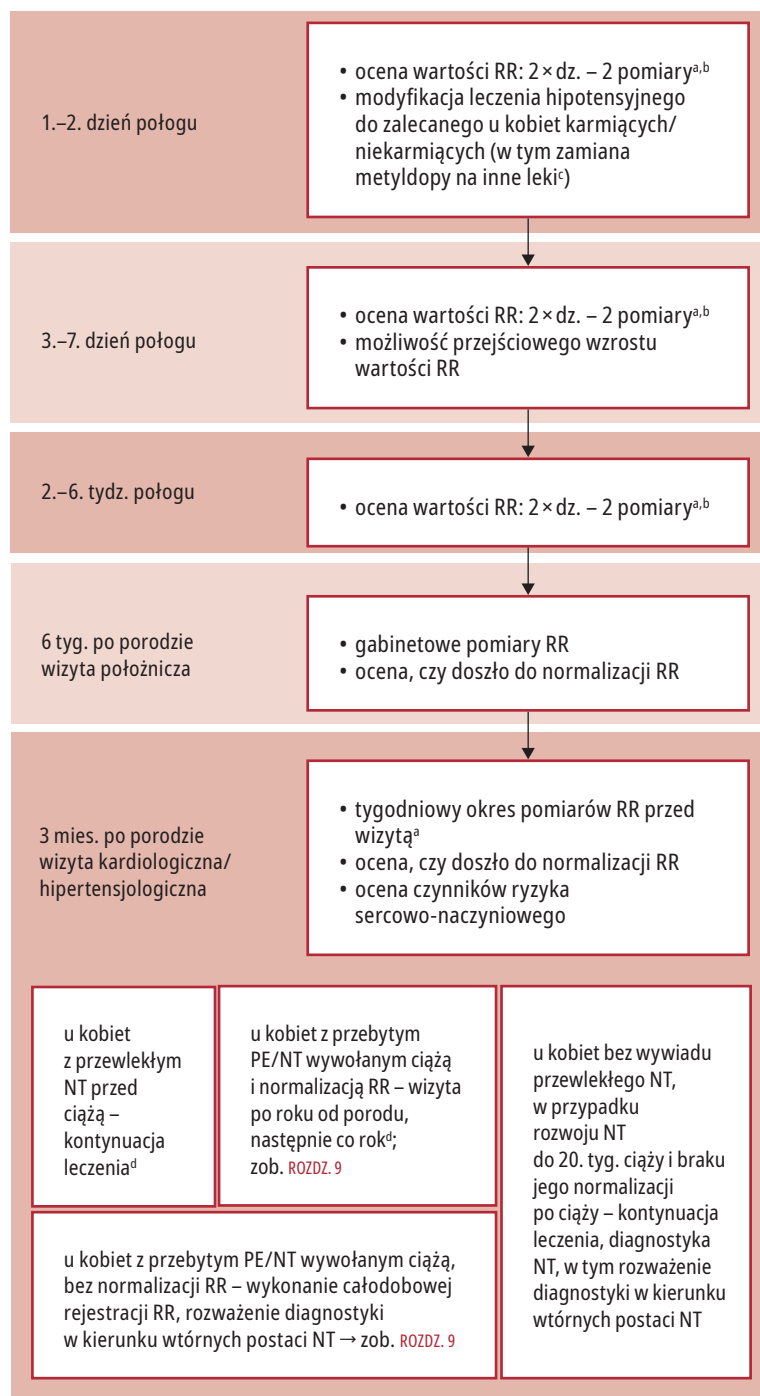 1.–2. dzień połogu
• ocena wartości RR: 2 × dz. – 2 pomiaryᵃ,ᵇ
• modyfikacja leczenia hipotensyjnego
do zalecanego u kobiet karmiących/
niekarmiących (w tym zamiana
metyldopy na inne lekiᶜ)
3.–7. dzień połogu
• ocena wartości RR: 2 × dz. – 2 pomiaryᵃ,ᵇ
• możliwość przejściowego wzrostu
wartości RR
2.–6. tydz. połogu
• ocena wartości RR: 2 × dz. – 2 pomiaryᵃ,ᵇ
6 tyg. po porodzie
wizyta położnicza
• gabinetowe pomiary RR
• ocena, czy doszło do normalizacji RR
3 mies. po porodzie
wizyta kardiologiczna/
hipertensjologiczna
• tygodniowy okres pomiarów RR przed
wizytąᵃ
• ocena, czy doszło do normalizacji RR
• ocena czynników ryzyka
sercowo-naczyniowego
u kobiet
z przewlekłym
NT przed
ciążą –
kontynuacja
leczeniaᵈ
u kobiet z przebytym
PE/NT wywołanym ciążą
i normalizacją RR – wizyta
po roku od porodu,
następnie co rokᵈ;
zob. ROZDZ. 9
u kobiet bez wywiadu
przewlekłego NT,
w przypadku
rozwoju NT
do 20. tyg. ciąży i braku
jego normalizacji
po ciąży – kontynuacja
leczenia, diagnostyka
NT, w tym rozważenie
diagnostyki w kierunku
wtórnych postaci NT
u kobiet z przebytym PE/NT wywołanym ciążą,
bez normalizacji RR – wykonanie całodobowej
rejestracji RR, rozważenie diagnostyki
w kierunku wtórnych postaci NT → zob. ROZDZ. 9